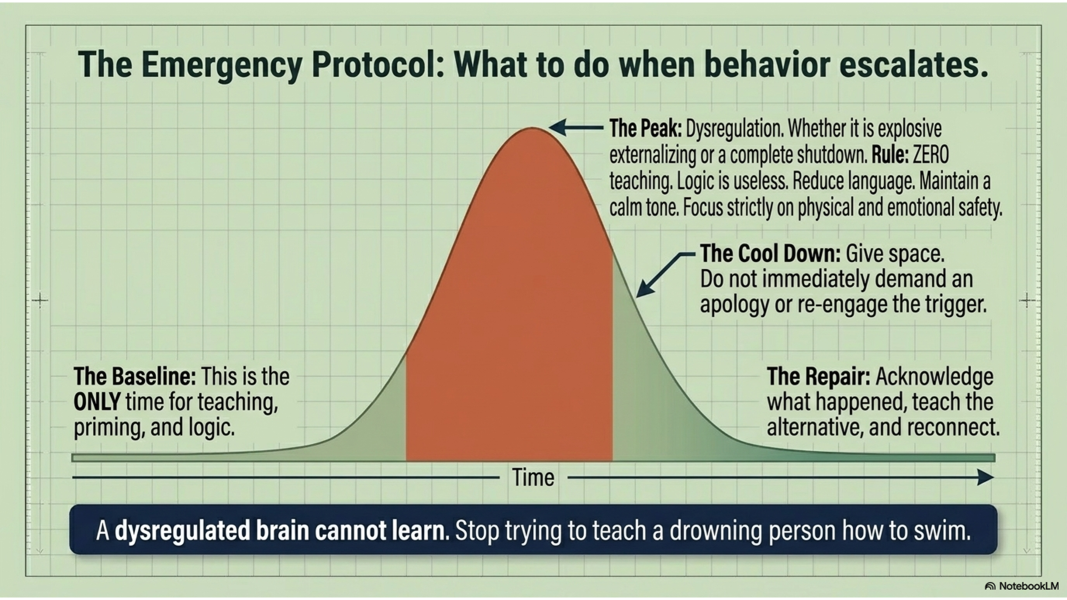 The Emergency Protocol: What to do when behavior escalates.
The Peak: Dysregulation. Whether it is explosive
externalizing or a complete shutdown. Rule: ZERO
teaching. Logic is useless. Reduce language. Maintain a
calm tone. Focus strictly on physical and emotional safety.
The Cool Down: Give space.
Do not immediately demand an
apology or re-engage the trigger.
The Baseline: This is the
ONLY time for teaching,
priming, and logic.
The Repair: Acknowledge
what happened, teach the
alternative, and reconnect.
Time
A dysregulated brain cannot learn. Stop trying to teach a drowning person how to swim.
NotebookLM